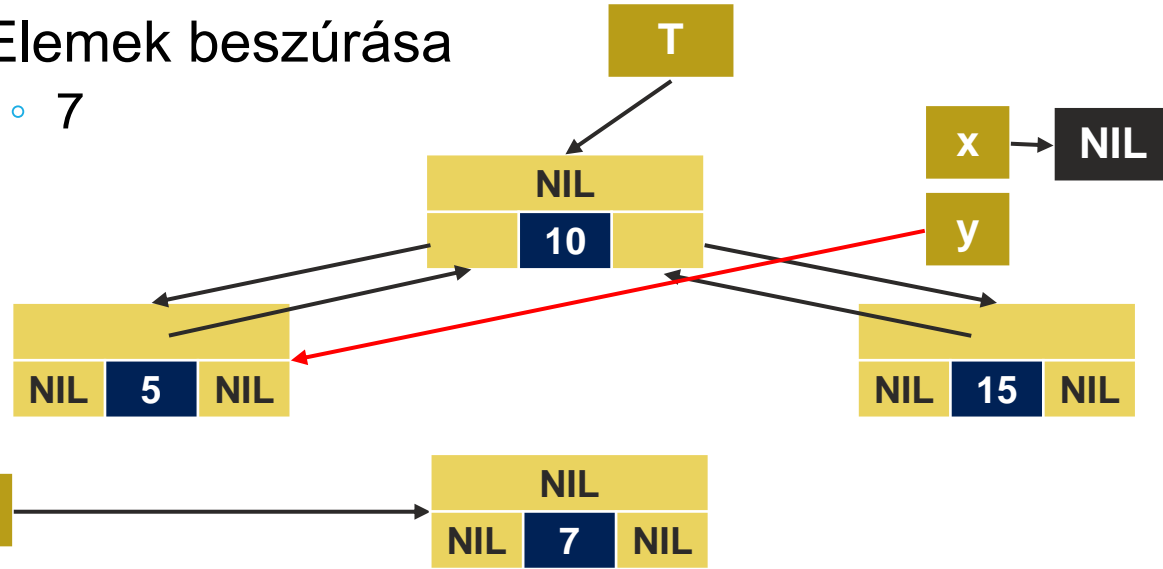 Elemek beszúrása
T
◦ 7
x NIL
NIL
10
y
NIL 5 NIL
NIL 15 NIL
NIL
NIL 7 NIL